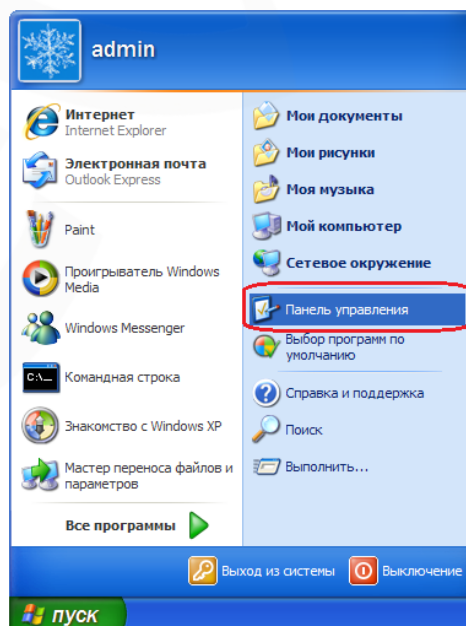 admin
Интернет
Internet Explorer
Электронная почта
Outlook Express
Paint
Проигрыватель Windows
Media
Windows Messenger
C:\_
Командная строка
Знакомство с Windows XP
Мастер переноса файлов и
параметров
Все программы
Мои документы
Мои рисунки
Моя музыка
Мой компьютер
Сетевое окружение
Панель управления
Выбор программ по
умолчанию
Справка и поддержка
Поиск
Выполнить...
Выход из системы
Выключение
пуск